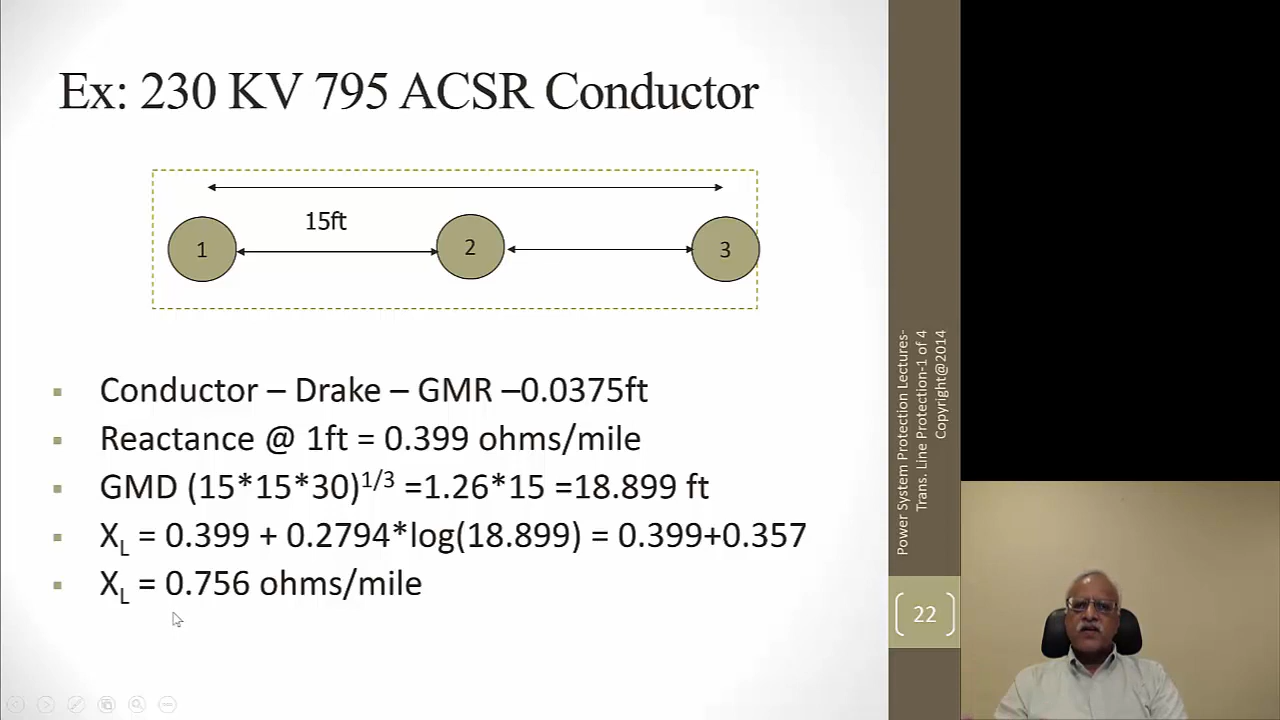 Ex: 230 KV 795 ACSR Conductor
15ft
1
2
3
▪ Conductor – Drake – GMR –0.0375ft
▪ Reactance @ 1ft = 0.399 ohms/mile
▪ GMD (15*15*30)^1/3 =1.26*15 =18.899 ft
▪ X_L = 0.399 + 0.2794*log(18.899) = 0.399+0.357
▪ X_L = 0.756 ohms/mile
Power System Protection Lectures-
Trans. Line Protection-1 of 4
Copyright@2014
22